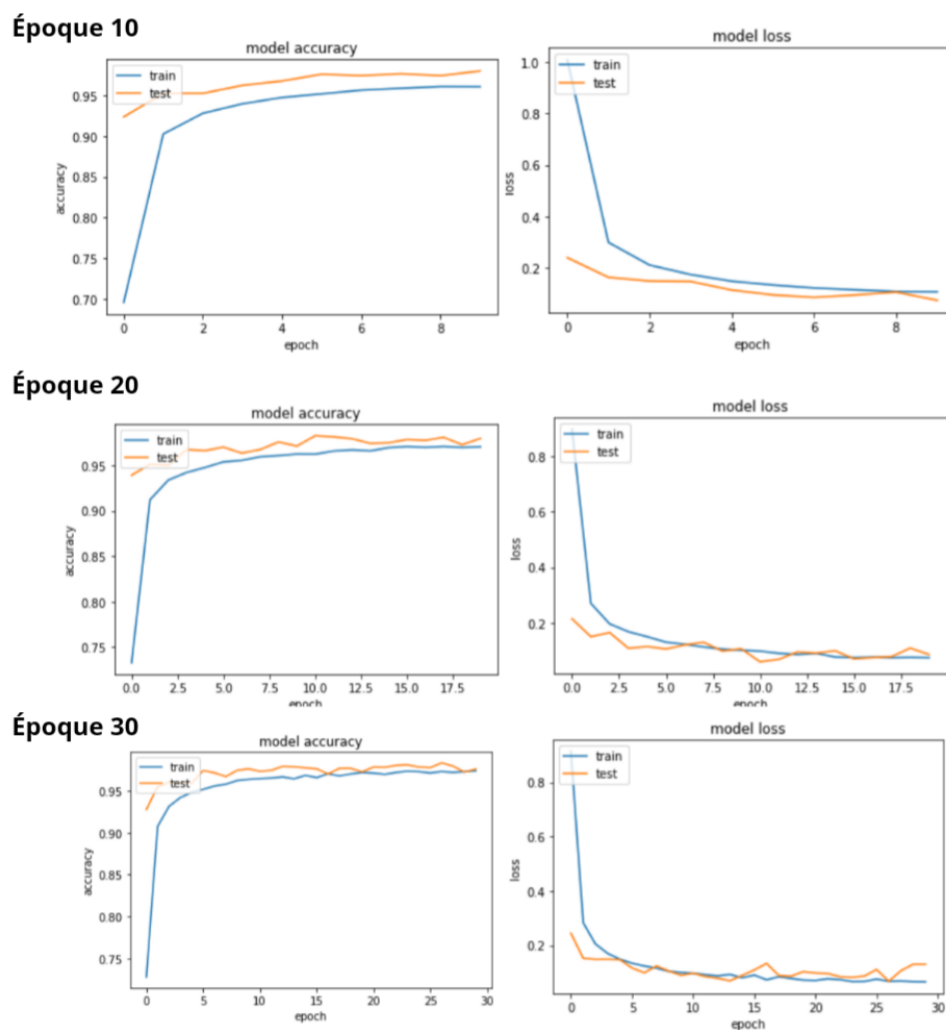 Époque 10
model accuracy
train
test
0.95
0.90
0.85
0.80
0.75
0.70
accuracy
0 2 4 6 8
epoch
model loss
train
test
1.0
0.8
0.6
0.4
0.2
loss
0 2 4 6 8
epoch
Époque 20
model accuracy
train
test
0.95
0.90
0.85
0.80
0.75
accuracy
0.0 2.5 5.0 7.5 10.0 12.5 15.0 17.5
epoch
model loss
train
test
0.8
0.6
0.4
0.2
loss
0.0 2.5 5.0 7.5 10.0 12.5 15.0 17.5
epoch
Époque 30
model accuracy
train
test
0.95
0.90
0.85
0.80
0.75
accuracy
0 5 10 15 20 25 30
epoch
model loss
train
test
0.8
0.6
0.4
0.2
loss
0 5 10 15 20 25 30
epoch